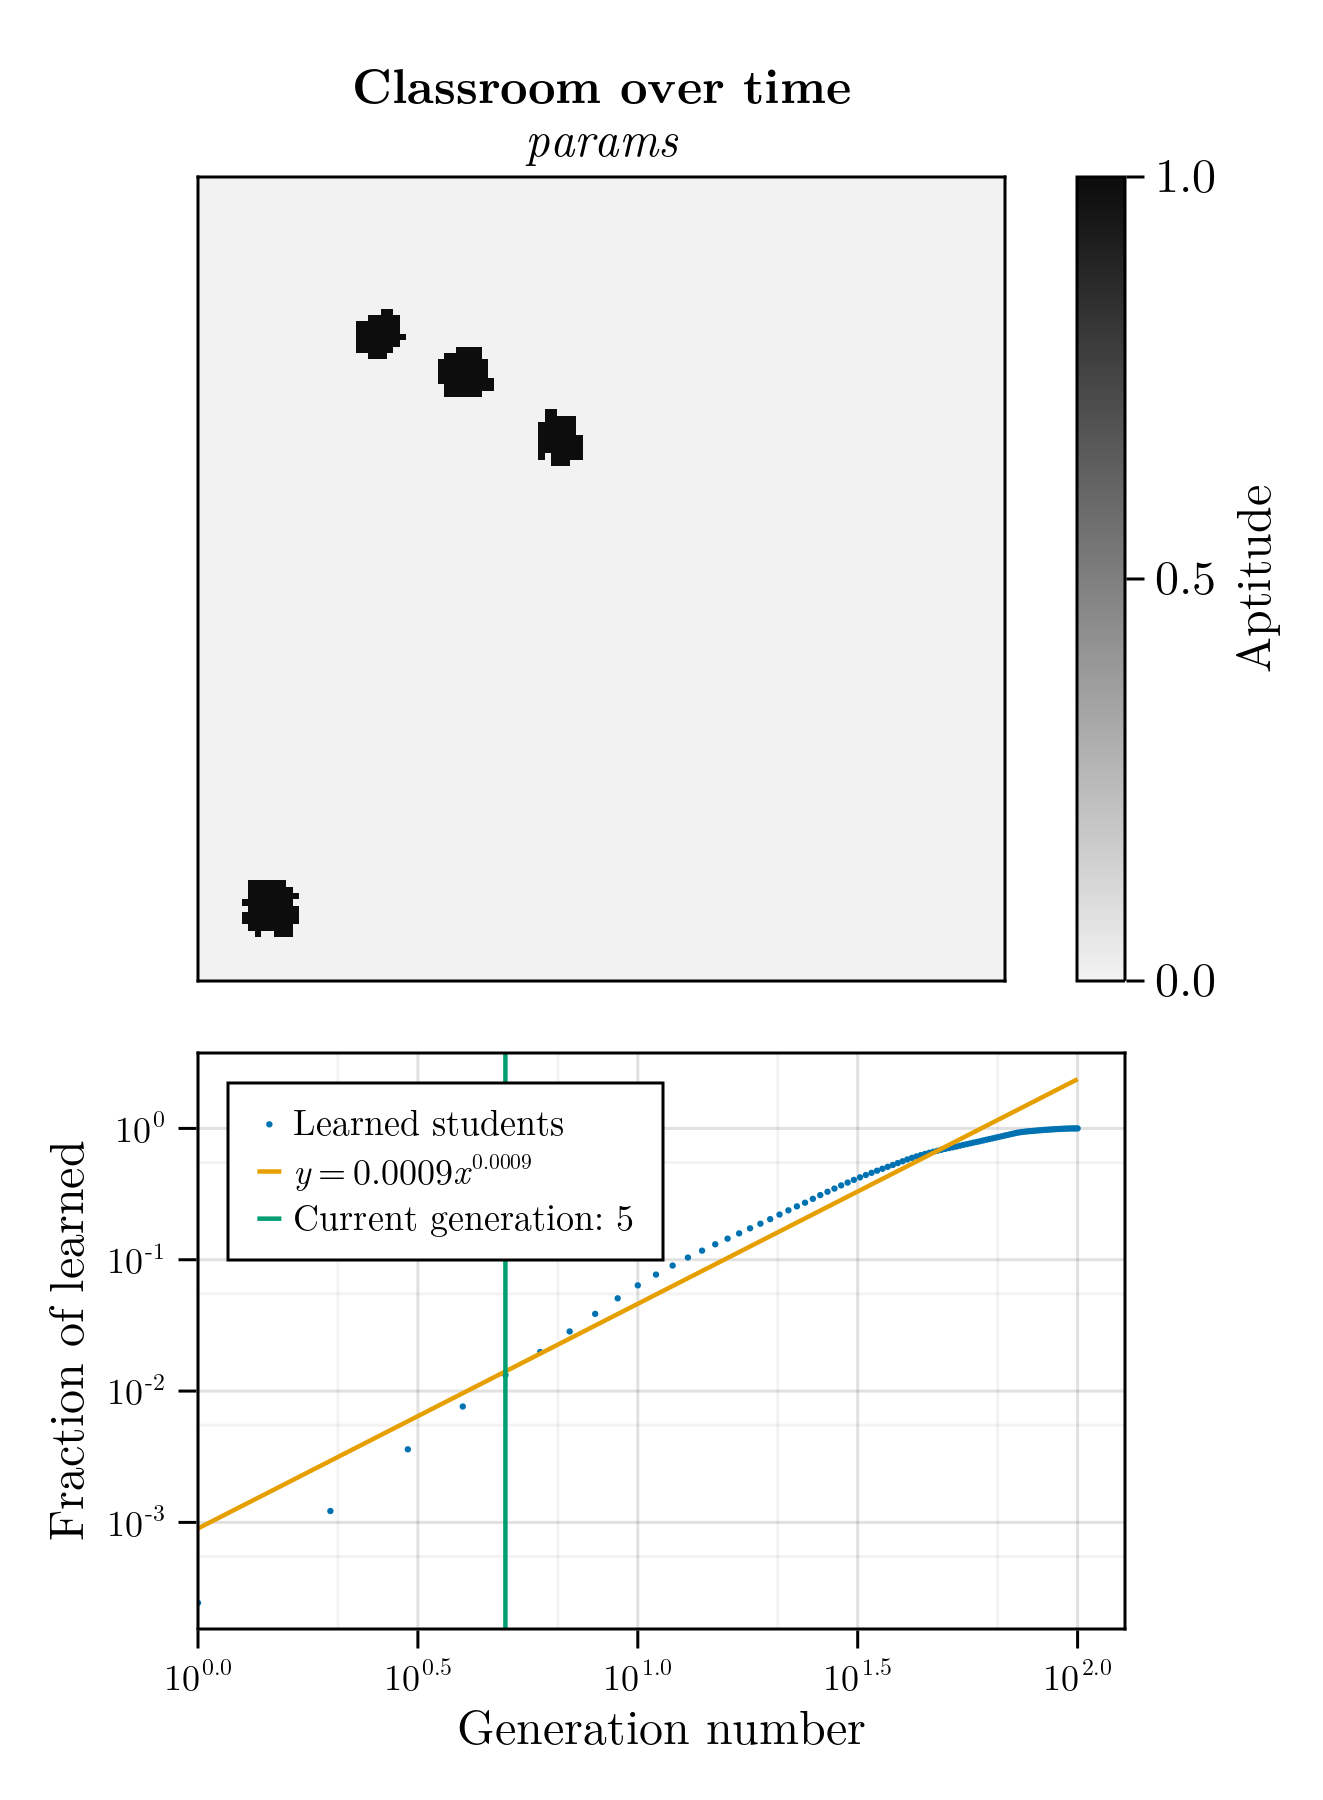 Classroom over time
params
1.0
0.5
0.0
Aptitude
Learned students
y = 0.0009x^0.0009
Current generation: 5
10^0
10^-1
10^-2
10^-3
Fraction of learned
10^0.0 10^0.5 10^1.0 10^1.5 10^2.0
Generation number